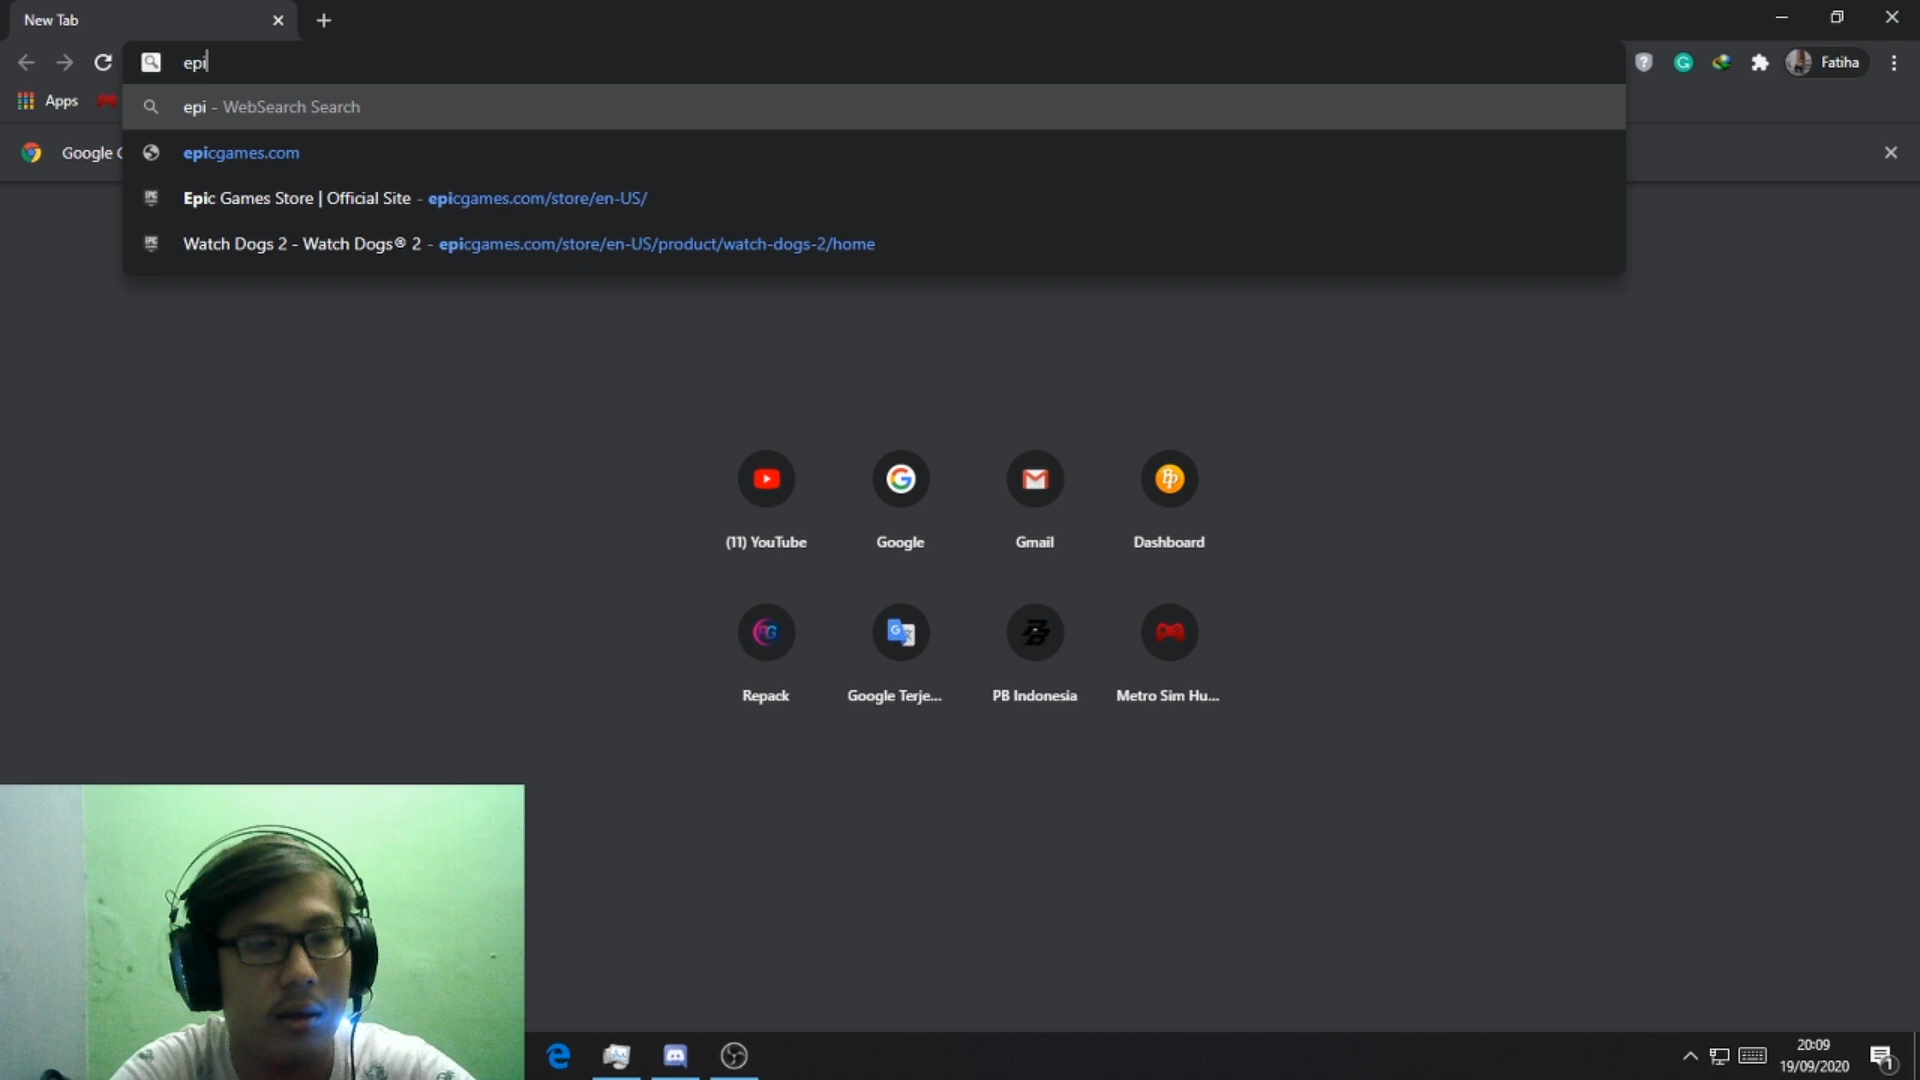 New Tab
epi
Fatiha
Apps
epi - WebSearch Search
Google C
epicgames.com
Epic Games Store | Official Site - epicgames.com/store/en-US/
Watch Dogs 2 - Watch Dogs® 2 - epicgames.com/store/en-US/product/watch-dogs-2/home
(11) YouTube
Google
Gmail
Dashboard
Repack
Google Terje...
PB Indonesia
Metro Sim Hu...
20:09
19/09/2020
1